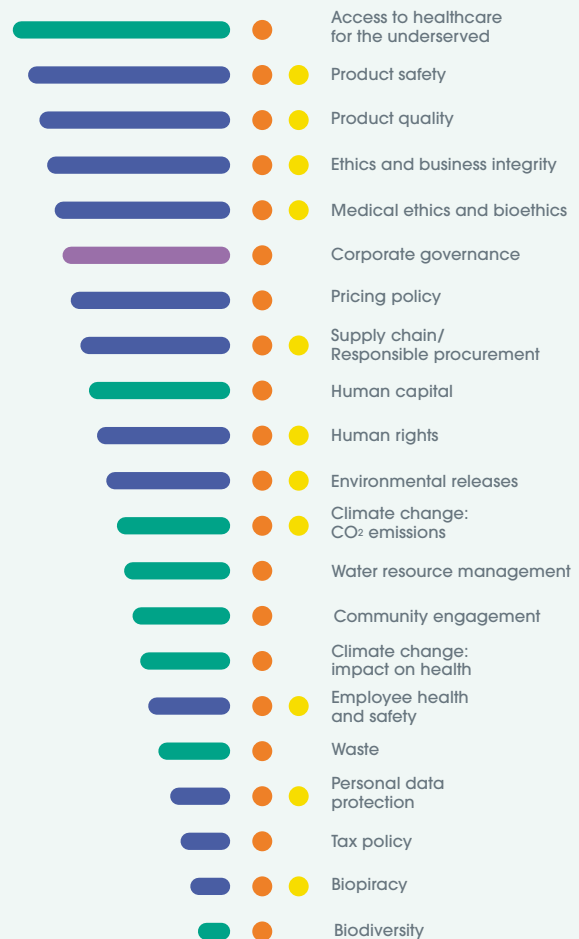 Access to healthcare
for the underserved
Product safety
Product quality
Ethics and business integrity
Medical ethics and bioethics
Corporate governance
Pricing policy
Supply chain/
Responsible procurement
Human capital
Human rights
Environmental releases
Climate change:
CO2 emissions
Water resource management
Community engagement
Climate change:
impact on health
Employee health
and safety
Waste
Personal data
protection
Tax policy
Biopiracy
Biodiversity